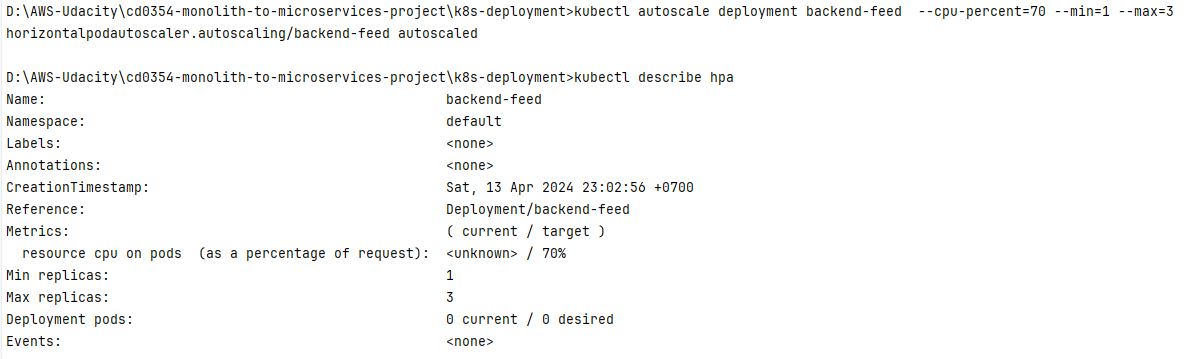 D:\AWS-Udacity\cd0354-monolith-to-microservices-project\k8s-deployment>kubectl autoscale deployment backend-feed  --cpu-percent=70 --min=1 --max=3
horizontalpodautoscaler.autoscaling/backend-feed autoscaled

D:\AWS-Udacity\cd0354-monolith-to-microservices-project\k8s-deployment>kubectl describe hpa
Name:                                                  backend-feed
Namespace:                                             default
Labels:                                                <none>
Annotations:                                           <none>
CreationTimestamp:                                     Sat, 13 Apr 2024 23:02:56 +0700
Reference:                                             Deployment/backend-feed
Metrics:                                               ( current / target )
  resource cpu on pods  (as a percentage of request):  <unknown> / 70%
Min replicas:                                          1
Max replicas:                                          3
Deployment pods:                                       0 current / 0 desired
Events:                                                <none>